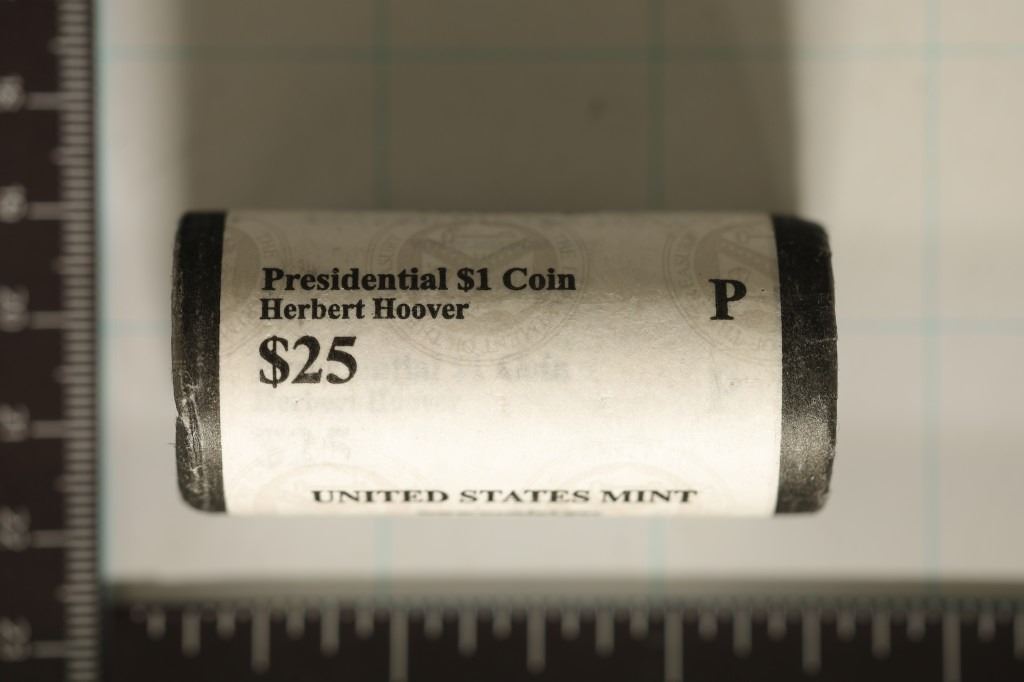 Presidential $1 Coin
Herbert Hoover
$25
P
UNITED STATES MINT